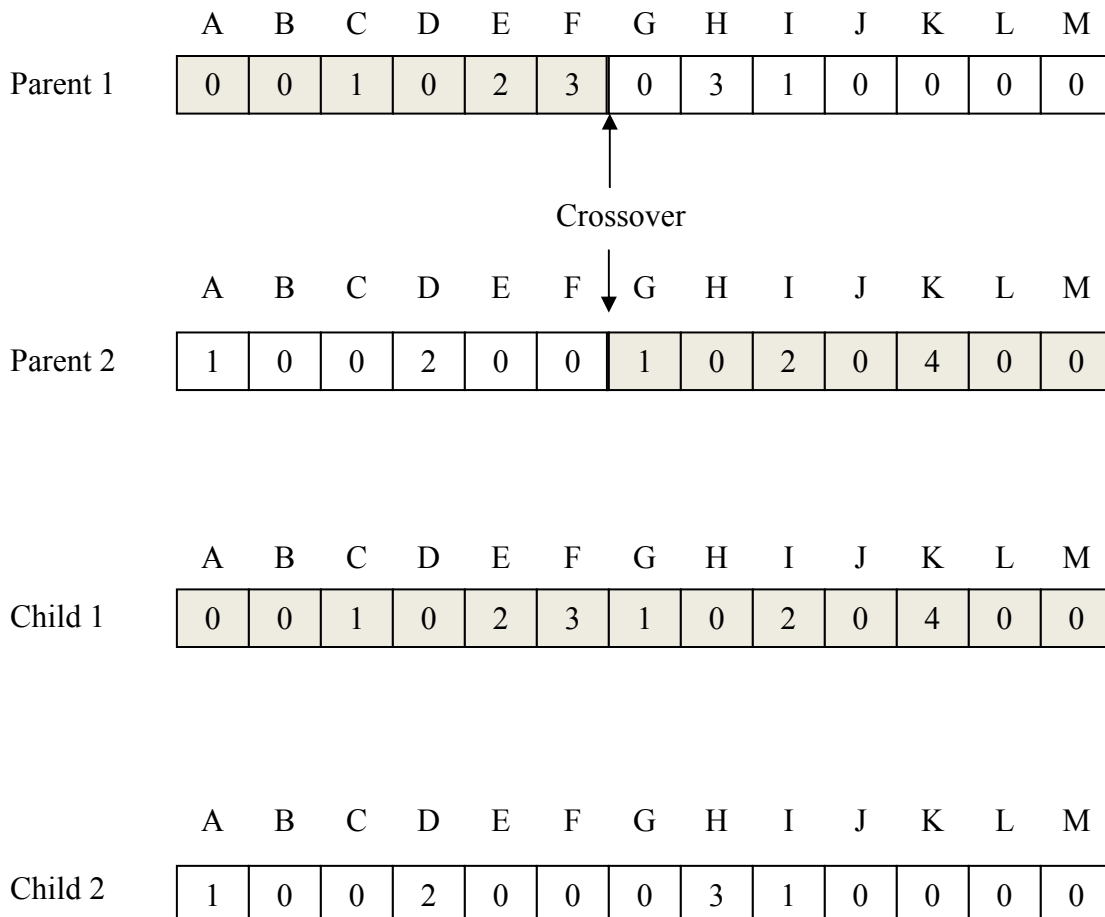 A B C D E F G H I J K L M
Parent 1 0 0 1 0 2 3 0 3 1 0 0 0 0
Crossover
A B C D E F G H I J K L M
Parent 2 1 0 0 2 0 0 1 0 2 0 4 0 0
A B C D E F G H I J K L M
Child 1 0 0 1 0 2 3 1 0 2 0 4 0 0
A B C D E F G H I J K L M
Child 2 1 0 0 2 0 0 0 3 1 0 0 0 0